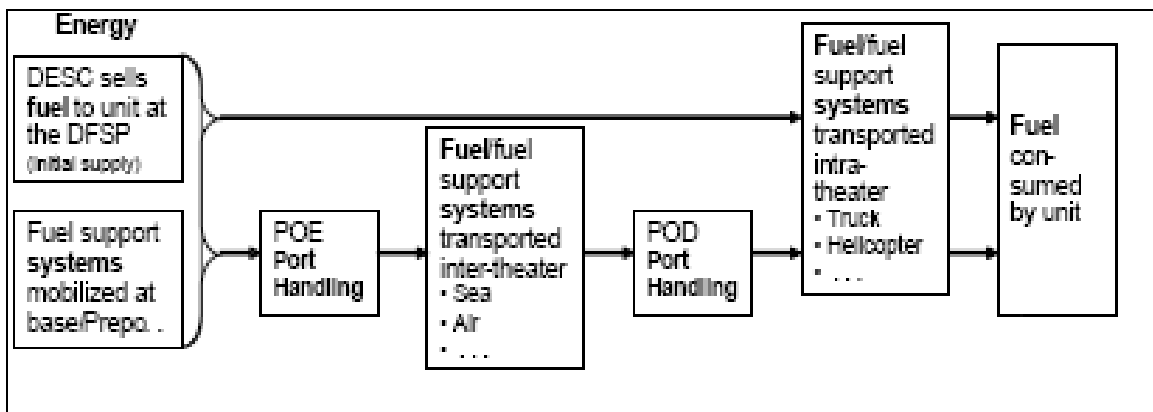 Energy
DESC sells
fuel to unit at
the DFSP
(Initial supply)
Fuel support
systems
mobilized at
base/Prepo. .
POE
Port
Handling
Fuel/fuel
support
systems
transported
inter-theater
• Sea
• Air
• . . .
POD
Port
Handling
Fuel/fuel
support
systems
transported
intra-
theater
• Truck
• Helicopter
• . . .
Fuel
con-
sumed
by unit